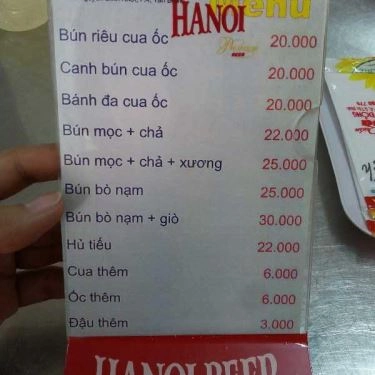 menu
HANOI
BEER
Bún riêu cua ốc 20.000
Canh bún cua ốc 20.000
Bánh đa cua ốc 20.000
Bún mọc + chả 22.000
Bún mọc + chả + xương 25.000
Bún bò nạm 25.000
Bún bò nạm + giò 30.000
Hủ tiếu 22.000
Cua thêm 6.000
Ốc thêm 6.000
Đậu thêm 3.000
HANOI BEER